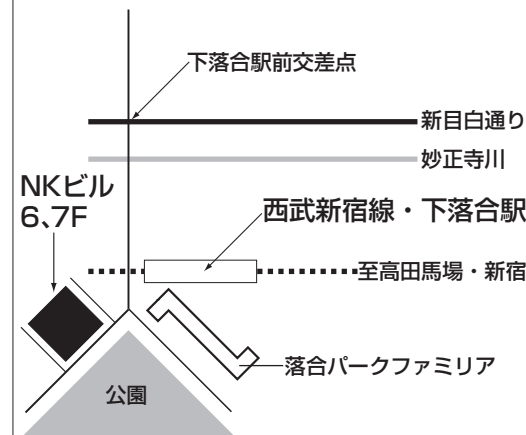 下落合駅前交差点
新目白通り
妙正寺川
NKビル
6、7F
西武新宿線・下落合駅
至高田馬場・新宿
落合パークファミリア
公園